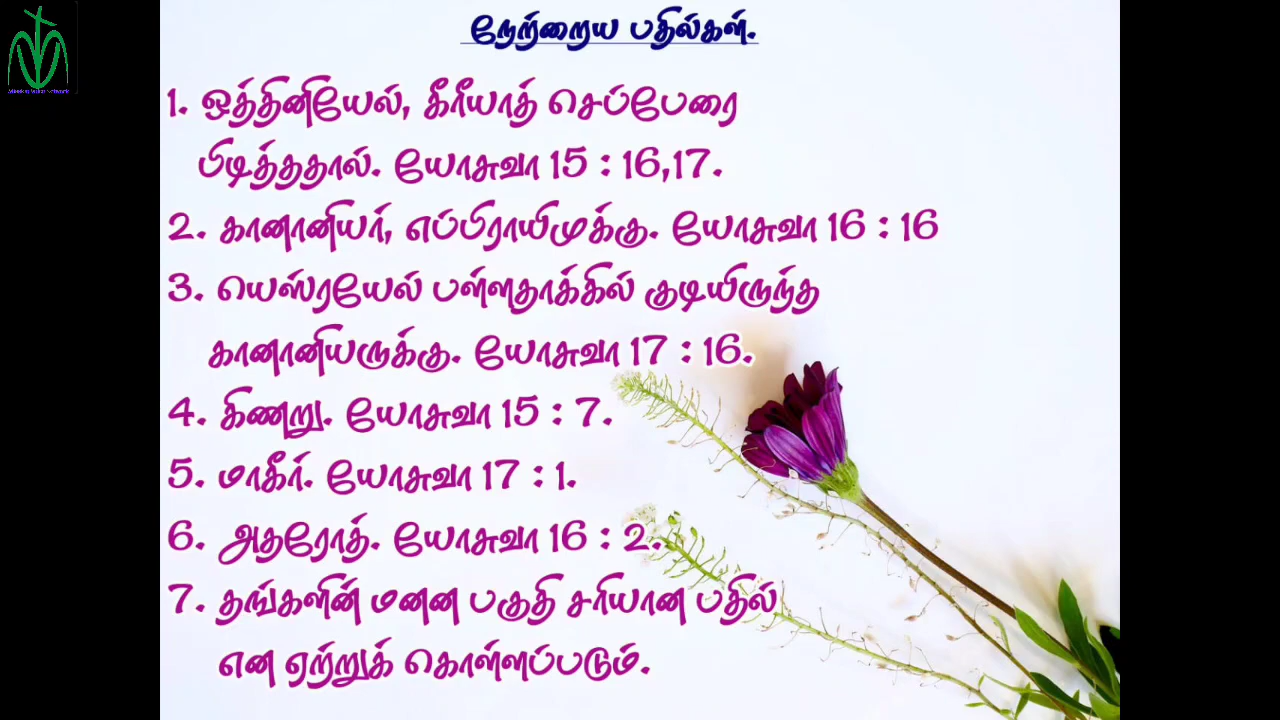 நேற்றைய பதில்கள்.
1. ஒத்தினியேல், கீரியாத் செப்பேரை
பிடித்ததால். யோசுவா 15 : 16,17.
2. கானானியர், எப்பிராயிமுக்கு. யோசுவா 16 : 16
3. யெஸ்ரயேல் பள்ளதாக்கில் குடியிருந்த
கானானியருக்கு. யோசுவா 17 : 16.
4. கிணறு. யோசுவா 15 : 7.
5. மாகீர். யோசுவா 17 : 1.
6. அதரோத். யோசுவா 16 : 2.
7. தங்களின் மனன பகுதி சரியான பதில்
என ஏற்றுக் கொள்ளப்படும்.